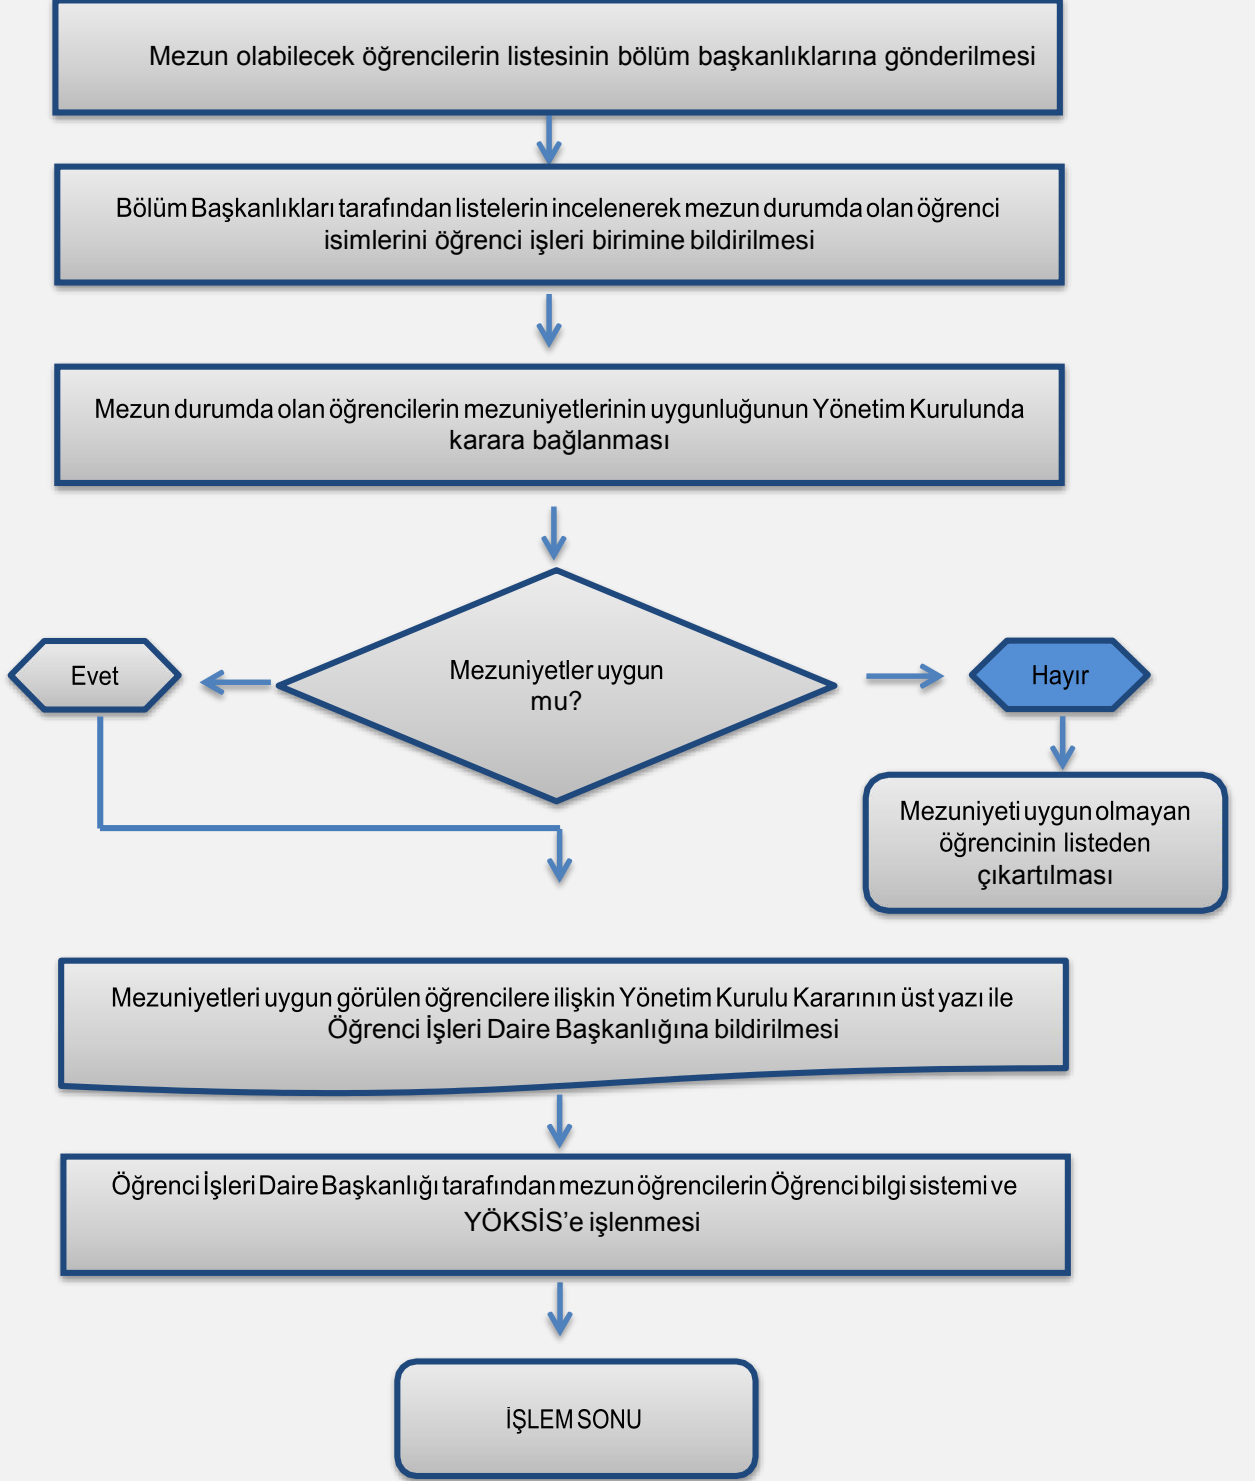 Mezun olabilecek öğrencilerin listesinin bölüm başkanlıklarına gönderilmesi
Bölüm Başkanlıkları tarafından listelerin incelenerek mezun durumda olan öğrenci
isimlerini öğrenci işleri birimine bildirilmesi
Mezun durumda olan öğrencilerin mezuniyetlerinin uygunluğunun Yönetim Kurulunda
karara bağlanması
Mezuniyetler uygun
mu?
Evet
Hayır
Mezuniyeti uygun olmayan
öğrencinin listeden
çıkartılması
Mezuniyetleri uygun görülen öğrencilere ilişkin Yönetim Kurulu Kararının üst yazı ile
Öğrenci İşleri Daire Başkanlığına bildirilmesi
Öğrenci İşleri Daire Başkanlığı tarafından mezun öğrencilerin Öğrenci bilgi sistemi ve
YÖKSİS’e işlenmesi
İŞLEM SONU